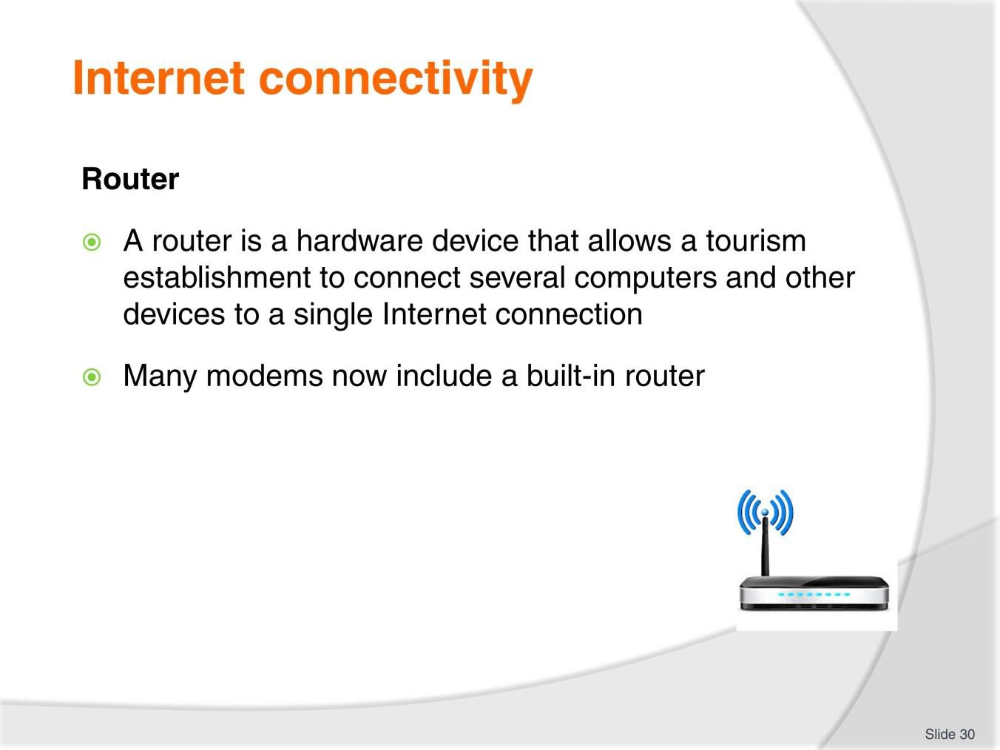 Internet connectivity
Router
A router is a hardware device that allows a tourism
establishment to connect several computers and other
devices to a single Internet connection
Many modems now include a built-in router
Slide 30